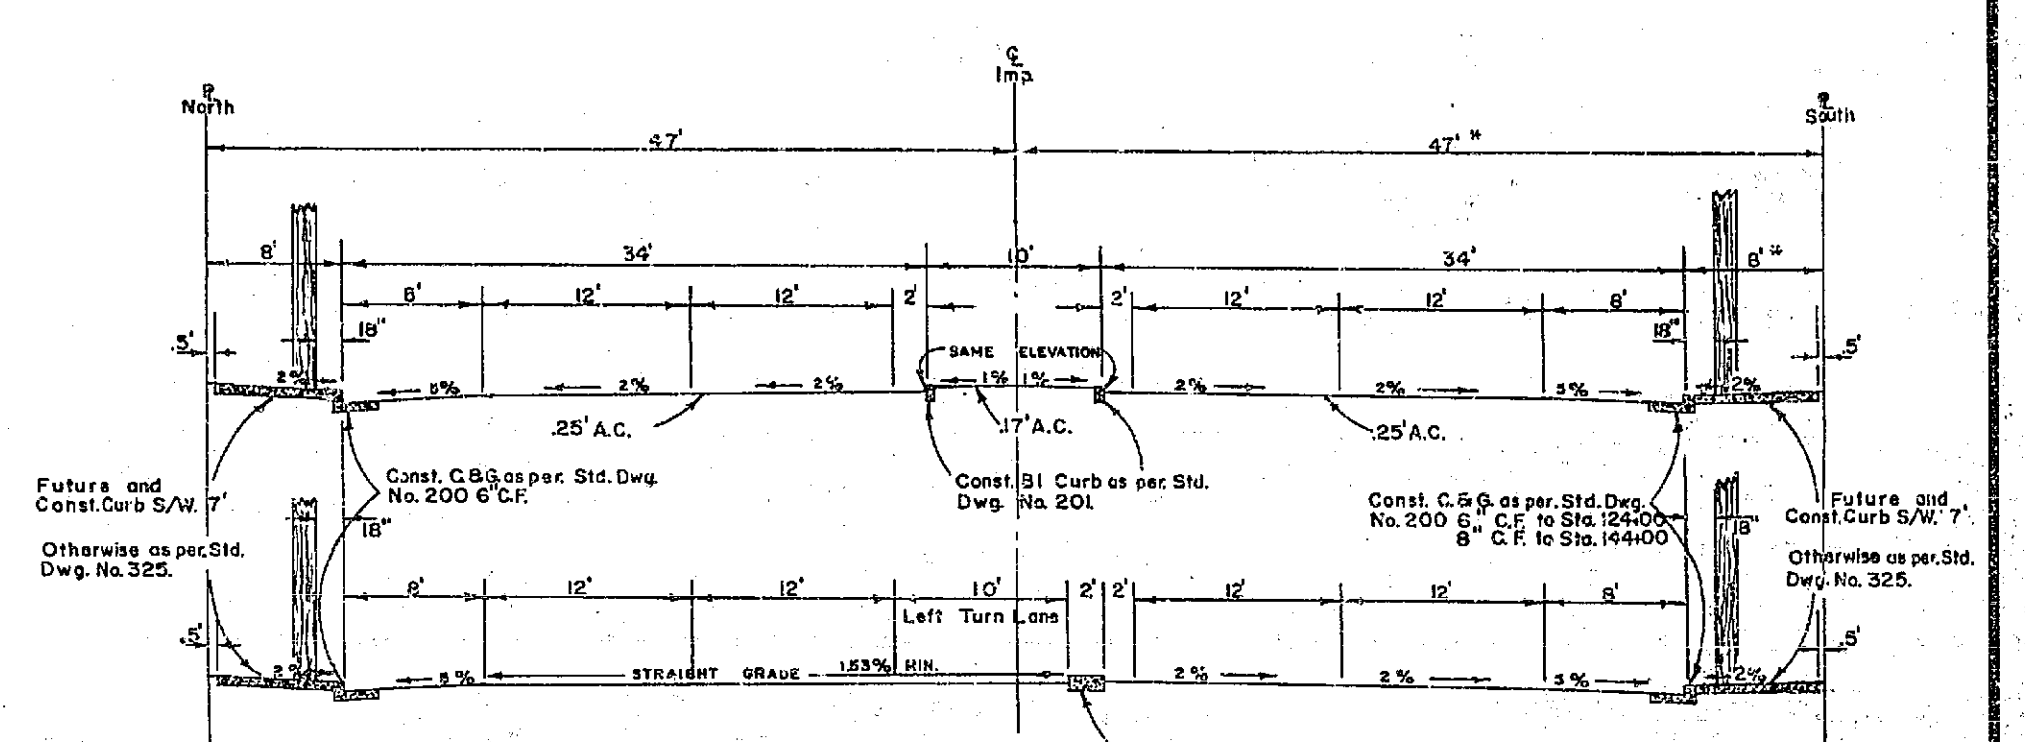 ℄
Imp.
℄
North
℄
South
47'
47' *
8'
34'
10'
34'
8' *
8'
12'
12'
2'
2'
12'
12'
8'
.5'
18"
18"
.5'
SAME ELEVATION
2%
5%
2%
2%
1% 1%
2%
2%
5%
2%
.25' A.C.
.17' A.C.
.25' A.C.
Future and
Const. Curb S/W. 7'
Otherwise as per. Std.
Dwg. No. 325.
Const. C.&G. as per. Std. Dwg.
No. 200 6" C.F.
Const. B1 Curb as per. Std.
Dwg. No. 201.
Const. C.&G. as per. Std. Dwg.
No. 200 6" C.F. to Sta. 124+00
8" C.F. to Sta. 144+00
Future and
Const. Curb S/W. 7'
Otherwise as per. Std.
Dwg. No. 325.
18"
18"
8'
12'
12'
10'
2'
2'
12'
12'
8'
Left Turn Lane
.5'
.5'
2%
5%
STRAIGHT GRADE 1.53% MIN.
2%
2%
5%
2%